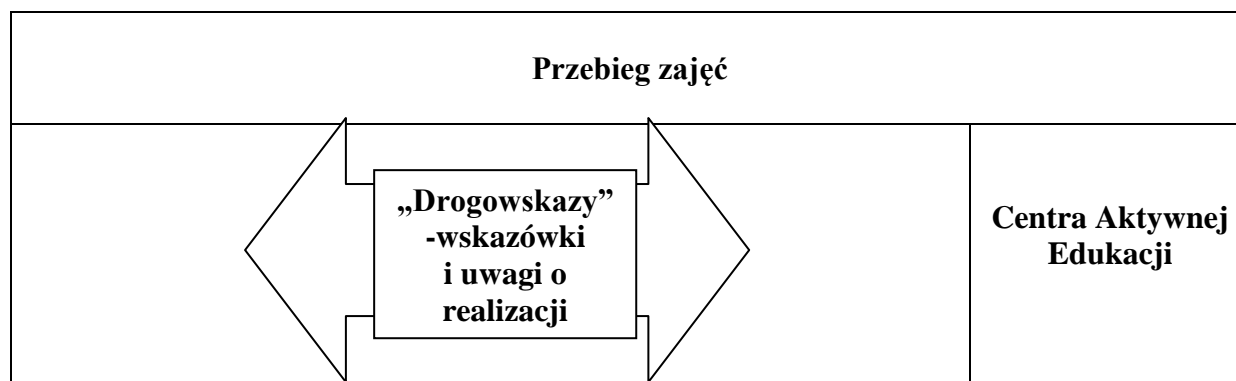 Przebieg zajęć
„Drogowskazy”
-wskazówki
i uwagi o
realizacji
Centra Aktywnej
Edukacji